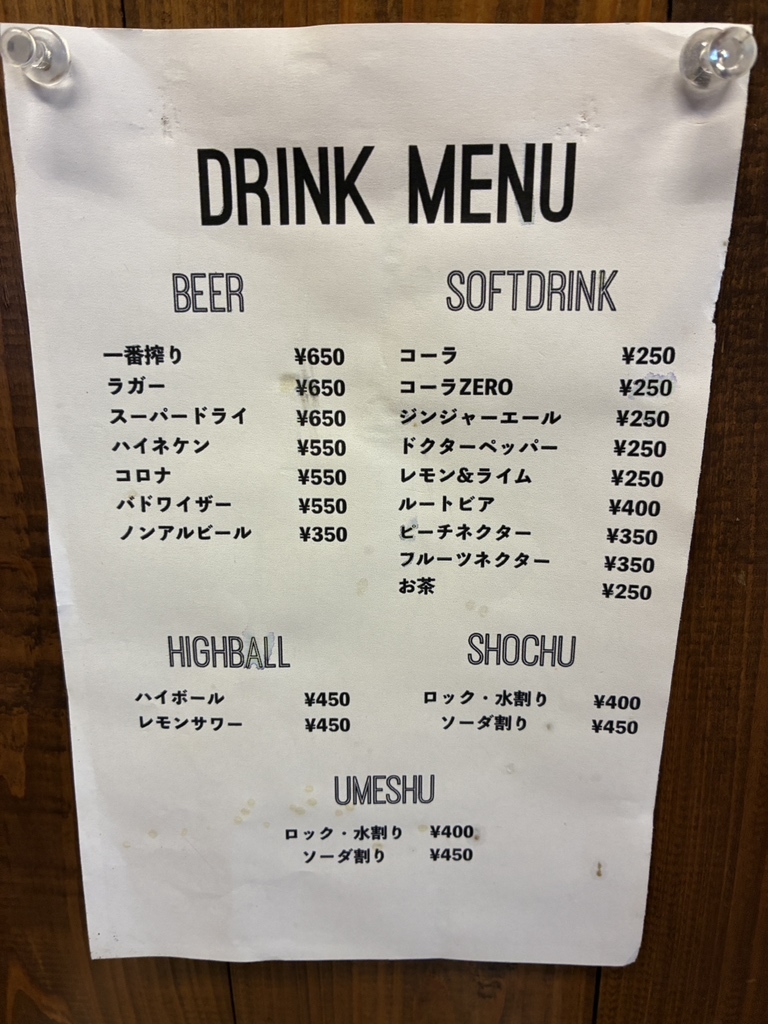 DRINK MENU
BEER
一番搾り ¥650
ラガー ¥650
スーパードライ ¥650
ハイネケン ¥550
コロナ ¥550
バドワイザー ¥550
ノンアルビール ¥350
SOFTDRINK
コーラ ¥250
コーラZERO ¥250
ジンジャーエール ¥250
ドクターペッパー ¥250
レモン&ライム ¥250
ルートビア ¥400
ピーチネクター ¥350
フルーツネクター ¥350
お茶 ¥250
HIGHBALL
ハイボール ¥450
レモンサワー ¥450
SHOCHU
ロック・水割り ¥400
ソーダ割り ¥450
UMESHU
ロック・水割り ¥400
ソーダ割り ¥450